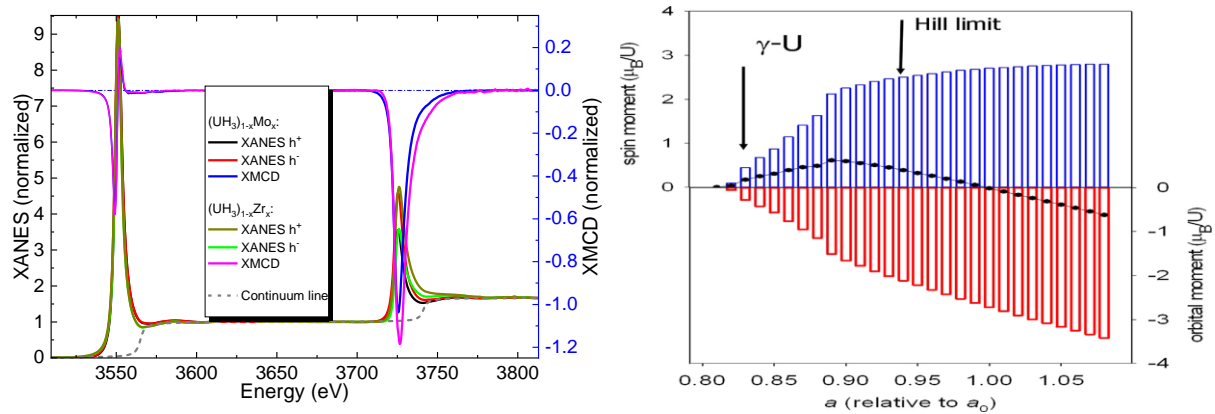 XANES (normalized)
9
8
7
6
5
4
3
2
1
0
(UH₃)₁₋ₓMoₓ:
XANES h⁺
XANES h⁻
XMCD
(UH₃)₁₋ₓZrₓ:
XANES h⁺
XANES h⁻
XMCD
Continuum line
3550 3600 3650 3700 3750 3800
Energy (eV)
0.2
0.0
-0.2
-0.4
-0.6
-0.8
-1.0
-1.2
XMCD (normalized)
spin moment (μB/U)
4
3
2
1
0
γ-U
Hill limit
0
-1
-2
-3
-4
orbital moment (μB/U)
0.80 0.85 0.90 0.95 1.00 1.05
a (relative to a₀)